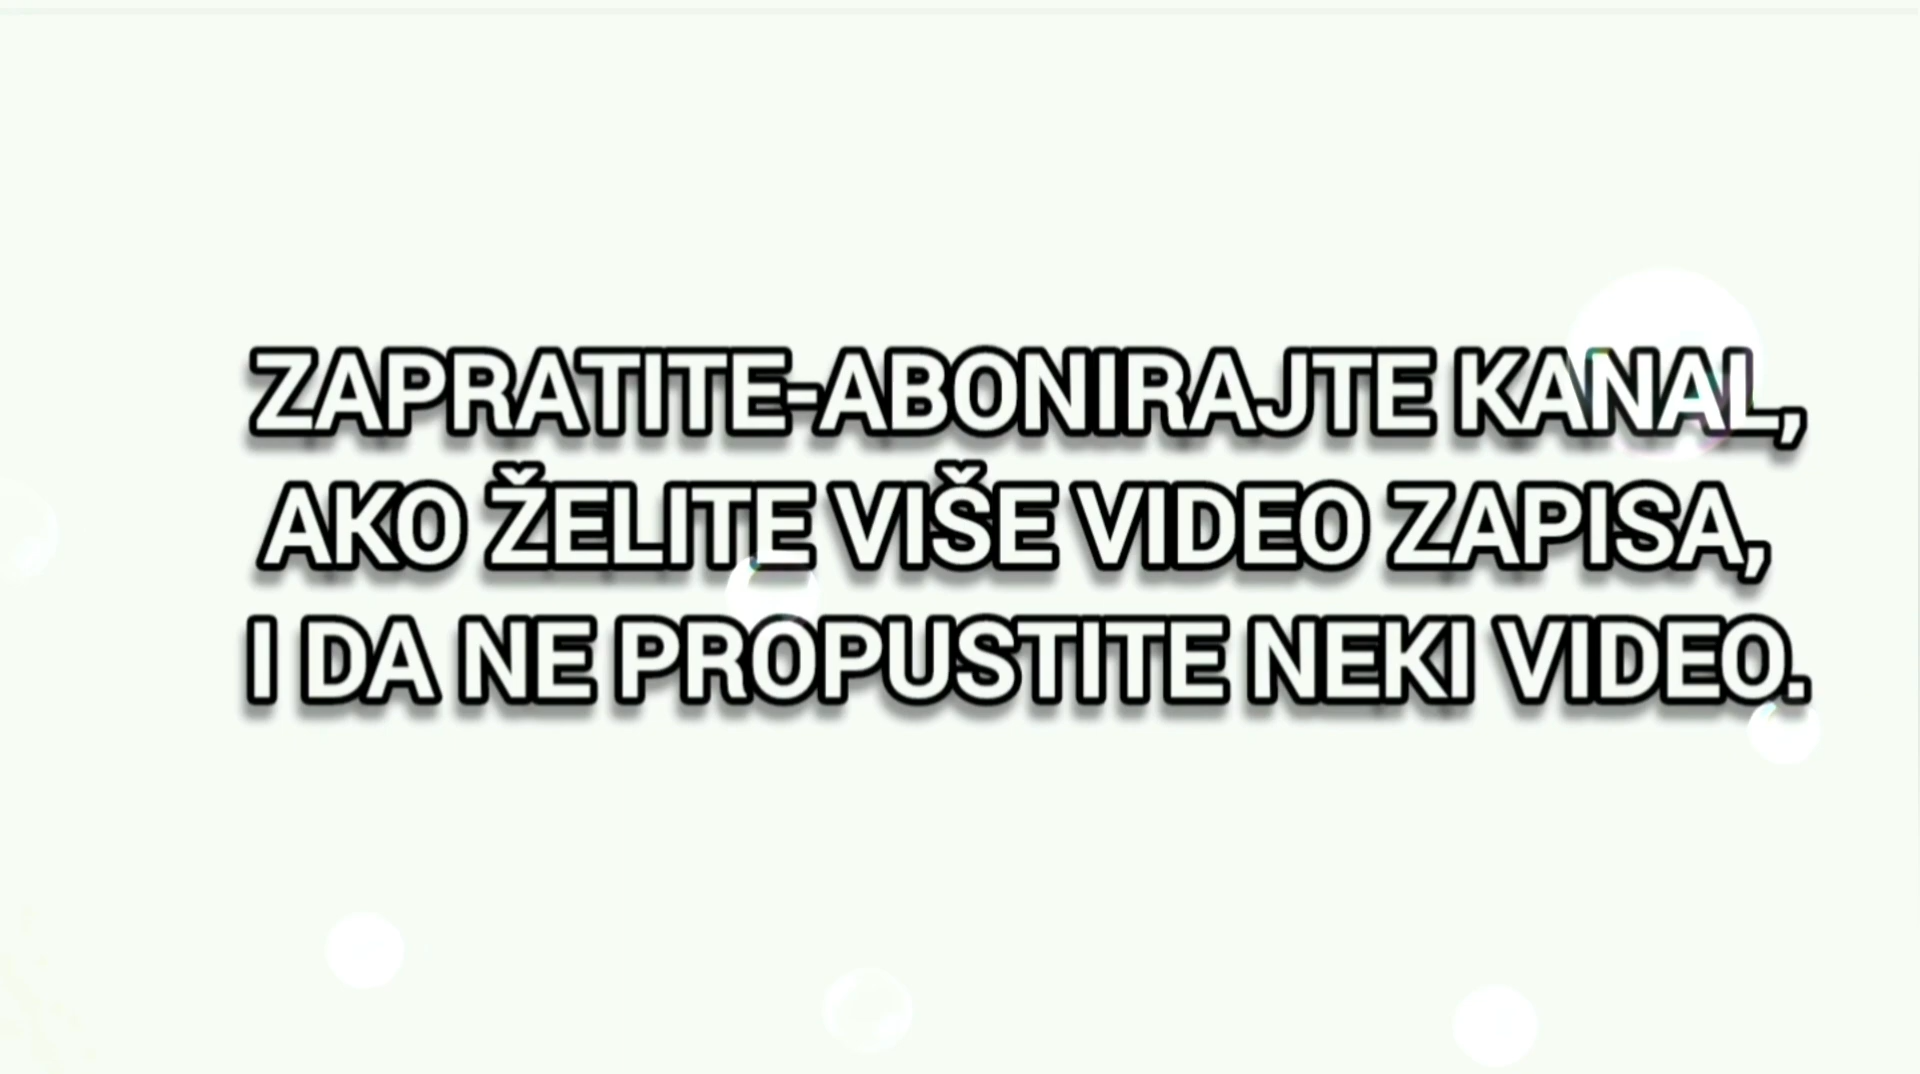 ZAPRATITE-ABONIRAJTE KANAL,
AKO ŽELITE VIŠE VIDEO ZAPISA,
I DA NE PROPUSTITE NEKI VIDEO.